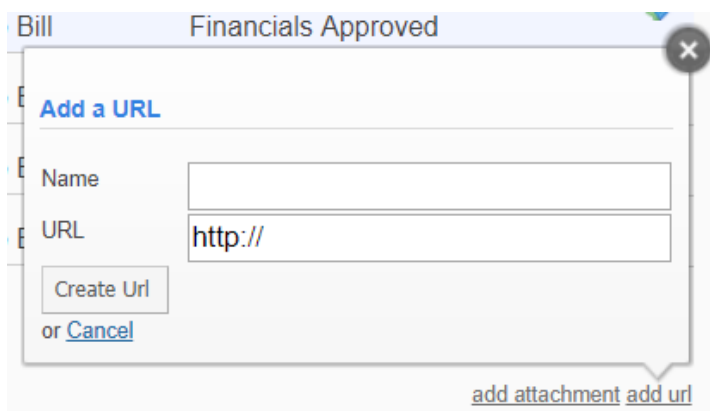 Bill Financials Approved
Add a URL
Name
URL http://
Create Url
or Cancel
add attachment add url